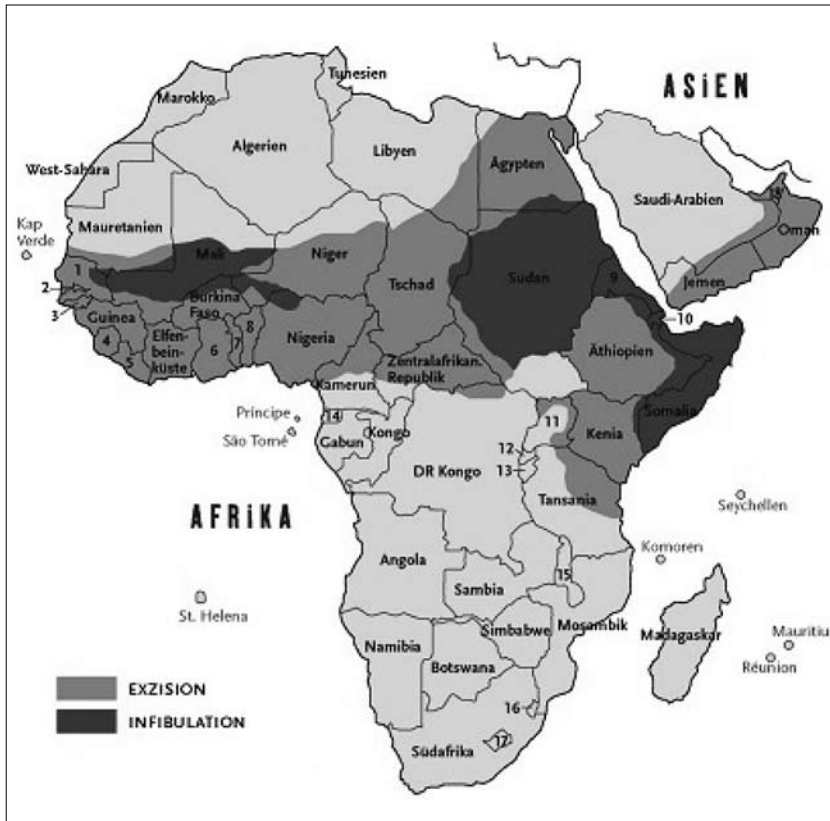 Tunesien
ASiEN
Marokko
Algerien
Libyen
Ägypten
West-Sahara
Saudi-Arabien
18
Mauretanien
Oman
Kap
Verde
Mali
Niger
Tschad
Sudan
Jemen
1
9
2
10
3
Guinea
Burkina
Faso
4
5
Elfen-
bein-
küste
6
7
8
Nigeria
Äthiopien
Zentralafrikan.
Republik
Kamerun
Somalia
Príncipe
São Tomé
14
Gabun
Kongo
11
Kenia
12
13
DR Kongo
Tansania
Seychellen
AFRiKA
Komoren
Angola
Sambia
15
St. Helena
Mosambik
Simbabwe
Madagaskar
Mauritiu
Réunion
Namibia
Botswana
EXZISION
INFIBULATION
16
17
Südafrika